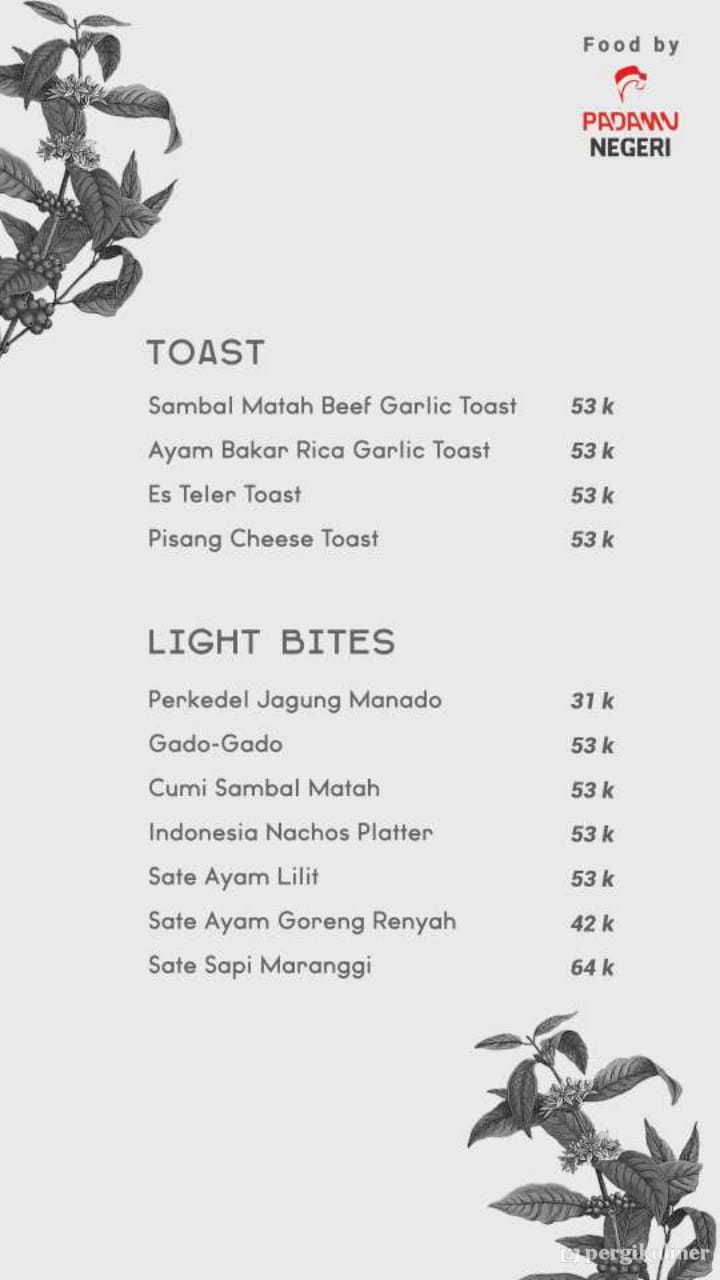 Food by
PADAMU
NEGERI
TOAST
Sambal Matah Beef Garlic Toast 53 k
Ayam Bakar Rica Garlic Toast 53 k
Es Teler Toast 53 k
Pisang Cheese Toast 53 k
LIGHT BITES
Perkedel Jagung Manado 31 k
Gado-Gado 53 k
Cumi Sambal Matah 53 k
Indonesia Nachos Platter 53 k
Sate Ayam Lilit 53 k
Sate Ayam Goreng Renyah 42 k
Sate Sapi Maranggi 64 k
pergikuliner